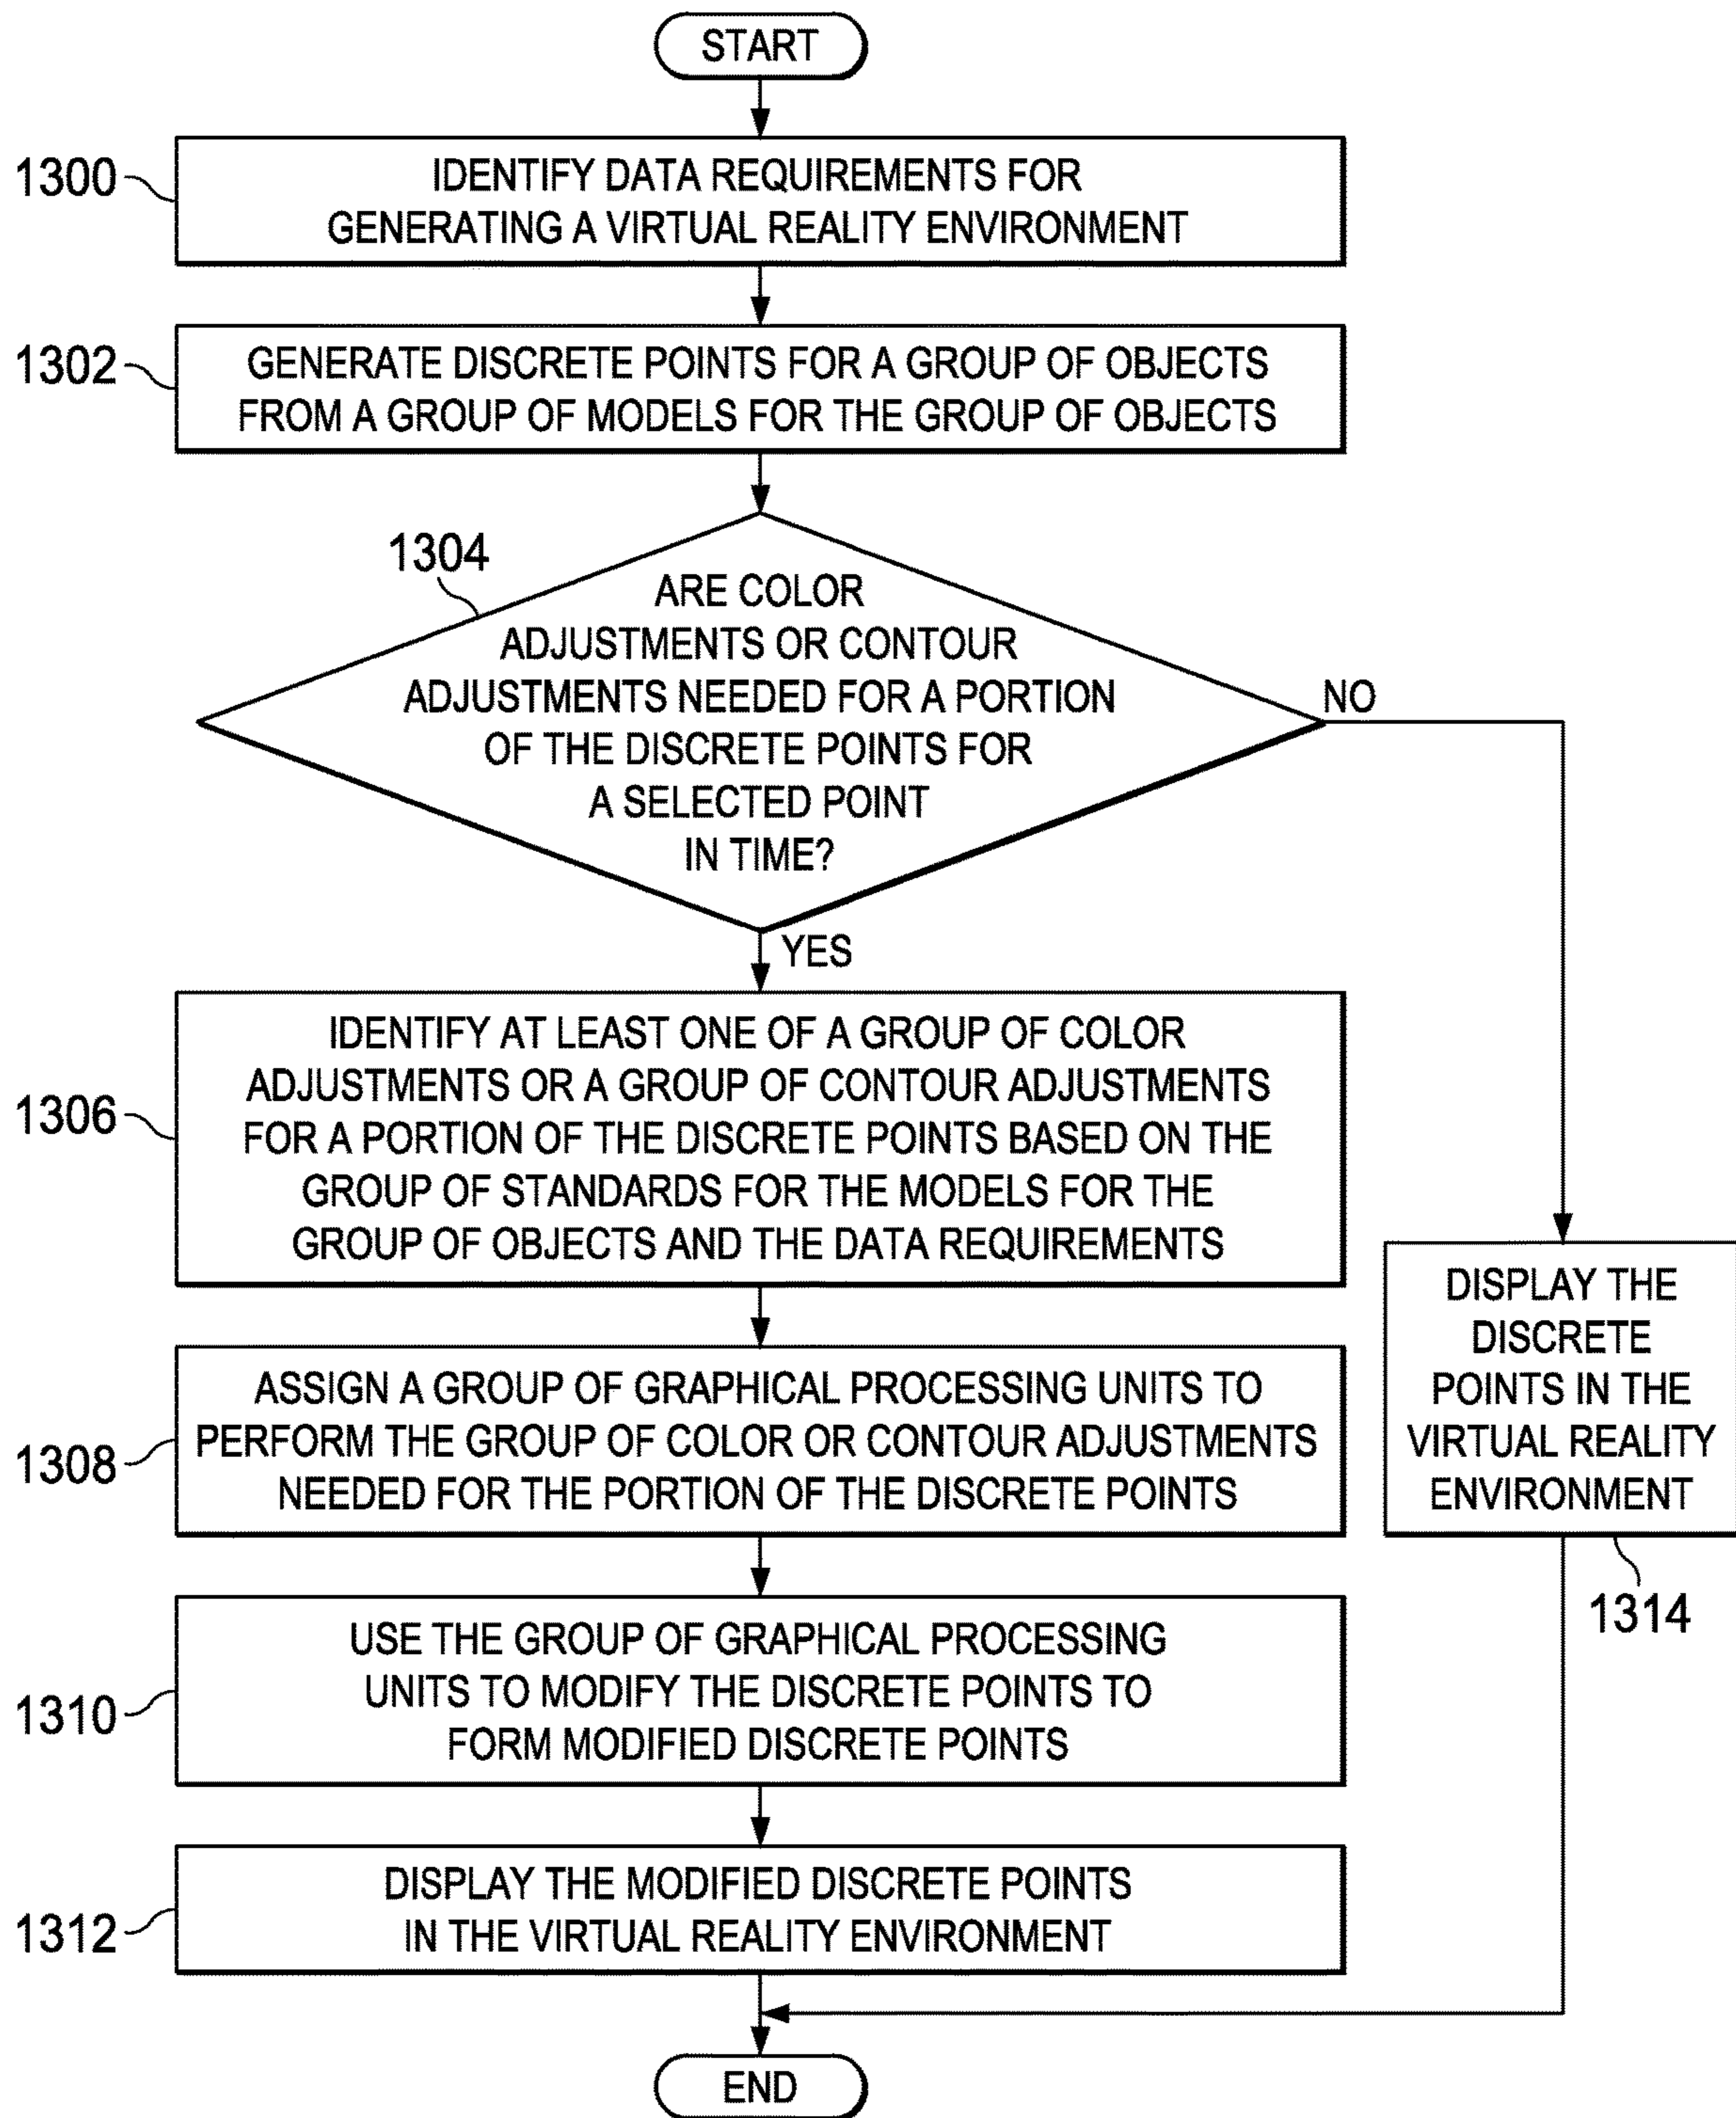 START
1300
IDENTIFY DATA REQUIREMENTS FOR
GENERATING A VIRTUAL REALITY ENVIRONMENT
1302
GENERATE DISCRETE POINTS FOR A GROUP OF OBJECTS
FROM A GROUP OF MODELS FOR THE GROUP OF OBJECTS
1304
ARE COLOR
ADJUSTMENTS OR CONTOUR
ADJUSTMENTS NEEDED FOR A PORTION
OF THE DISCRETE POINTS FOR
A SELECTED POINT
IN TIME?
NO
YES
1306
IDENTIFY AT LEAST ONE OF A GROUP OF COLOR
ADJUSTMENTS OR A GROUP OF CONTOUR ADJUSTMENTS
FOR A PORTION OF THE DISCRETE POINTS BASED ON THE
GROUP OF STANDARDS FOR THE MODELS FOR THE
GROUP OF OBJECTS AND THE DATA REQUIREMENTS
1308
ASSIGN A GROUP OF GRAPHICAL PROCESSING UNITS TO
PERFORM THE GROUP OF COLOR OR CONTOUR ADJUSTMENTS
NEEDED FOR THE PORTION OF THE DISCRETE POINTS
DISPLAY THE
DISCRETE
POINTS IN THE
VIRTUAL REALITY
ENVIRONMENT
1314
1310
USE THE GROUP OF GRAPHICAL PROCESSING
UNITS TO MODIFY THE DISCRETE POINTS TO
FORM MODIFIED DISCRETE POINTS
1312
DISPLAY THE MODIFIED DISCRETE POINTS
IN THE VIRTUAL REALITY ENVIRONMENT
END